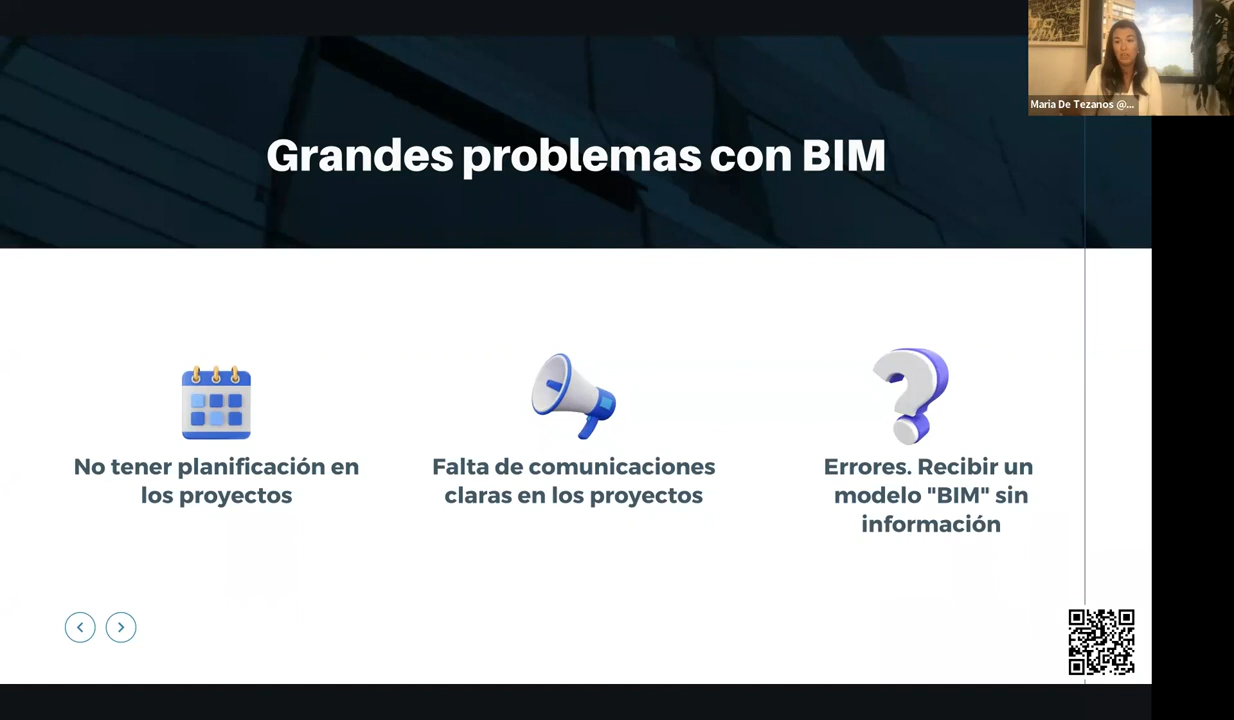 Maria De Tezanos @...
Grandes problemas con BIM
No tener planificación en
los proyectos
Falta de comunicaciones
claras en los proyectos
Errores. Recibir un
modelo "BIM" sin
información